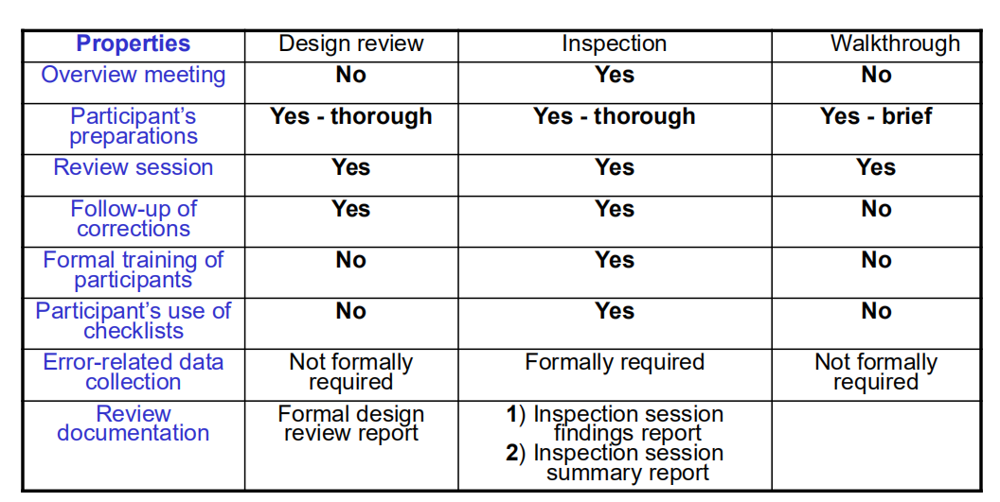 Properties Design review Inspection Walkthrough
Overview meeting No Yes No
Participant's Yes - thorough Yes - thorough Yes - brief
preparations
Review session Yes Yes Yes
Follow-up of Yes Yes No
corrections
Formal training of No Yes No
participants
Participant's use of No Yes No
checklists
Error-related data Not formally Formally required Not formally
collection required required
Review Formal design 1) Inspection session
documentation review report findings report
2) Inspection session
summary report